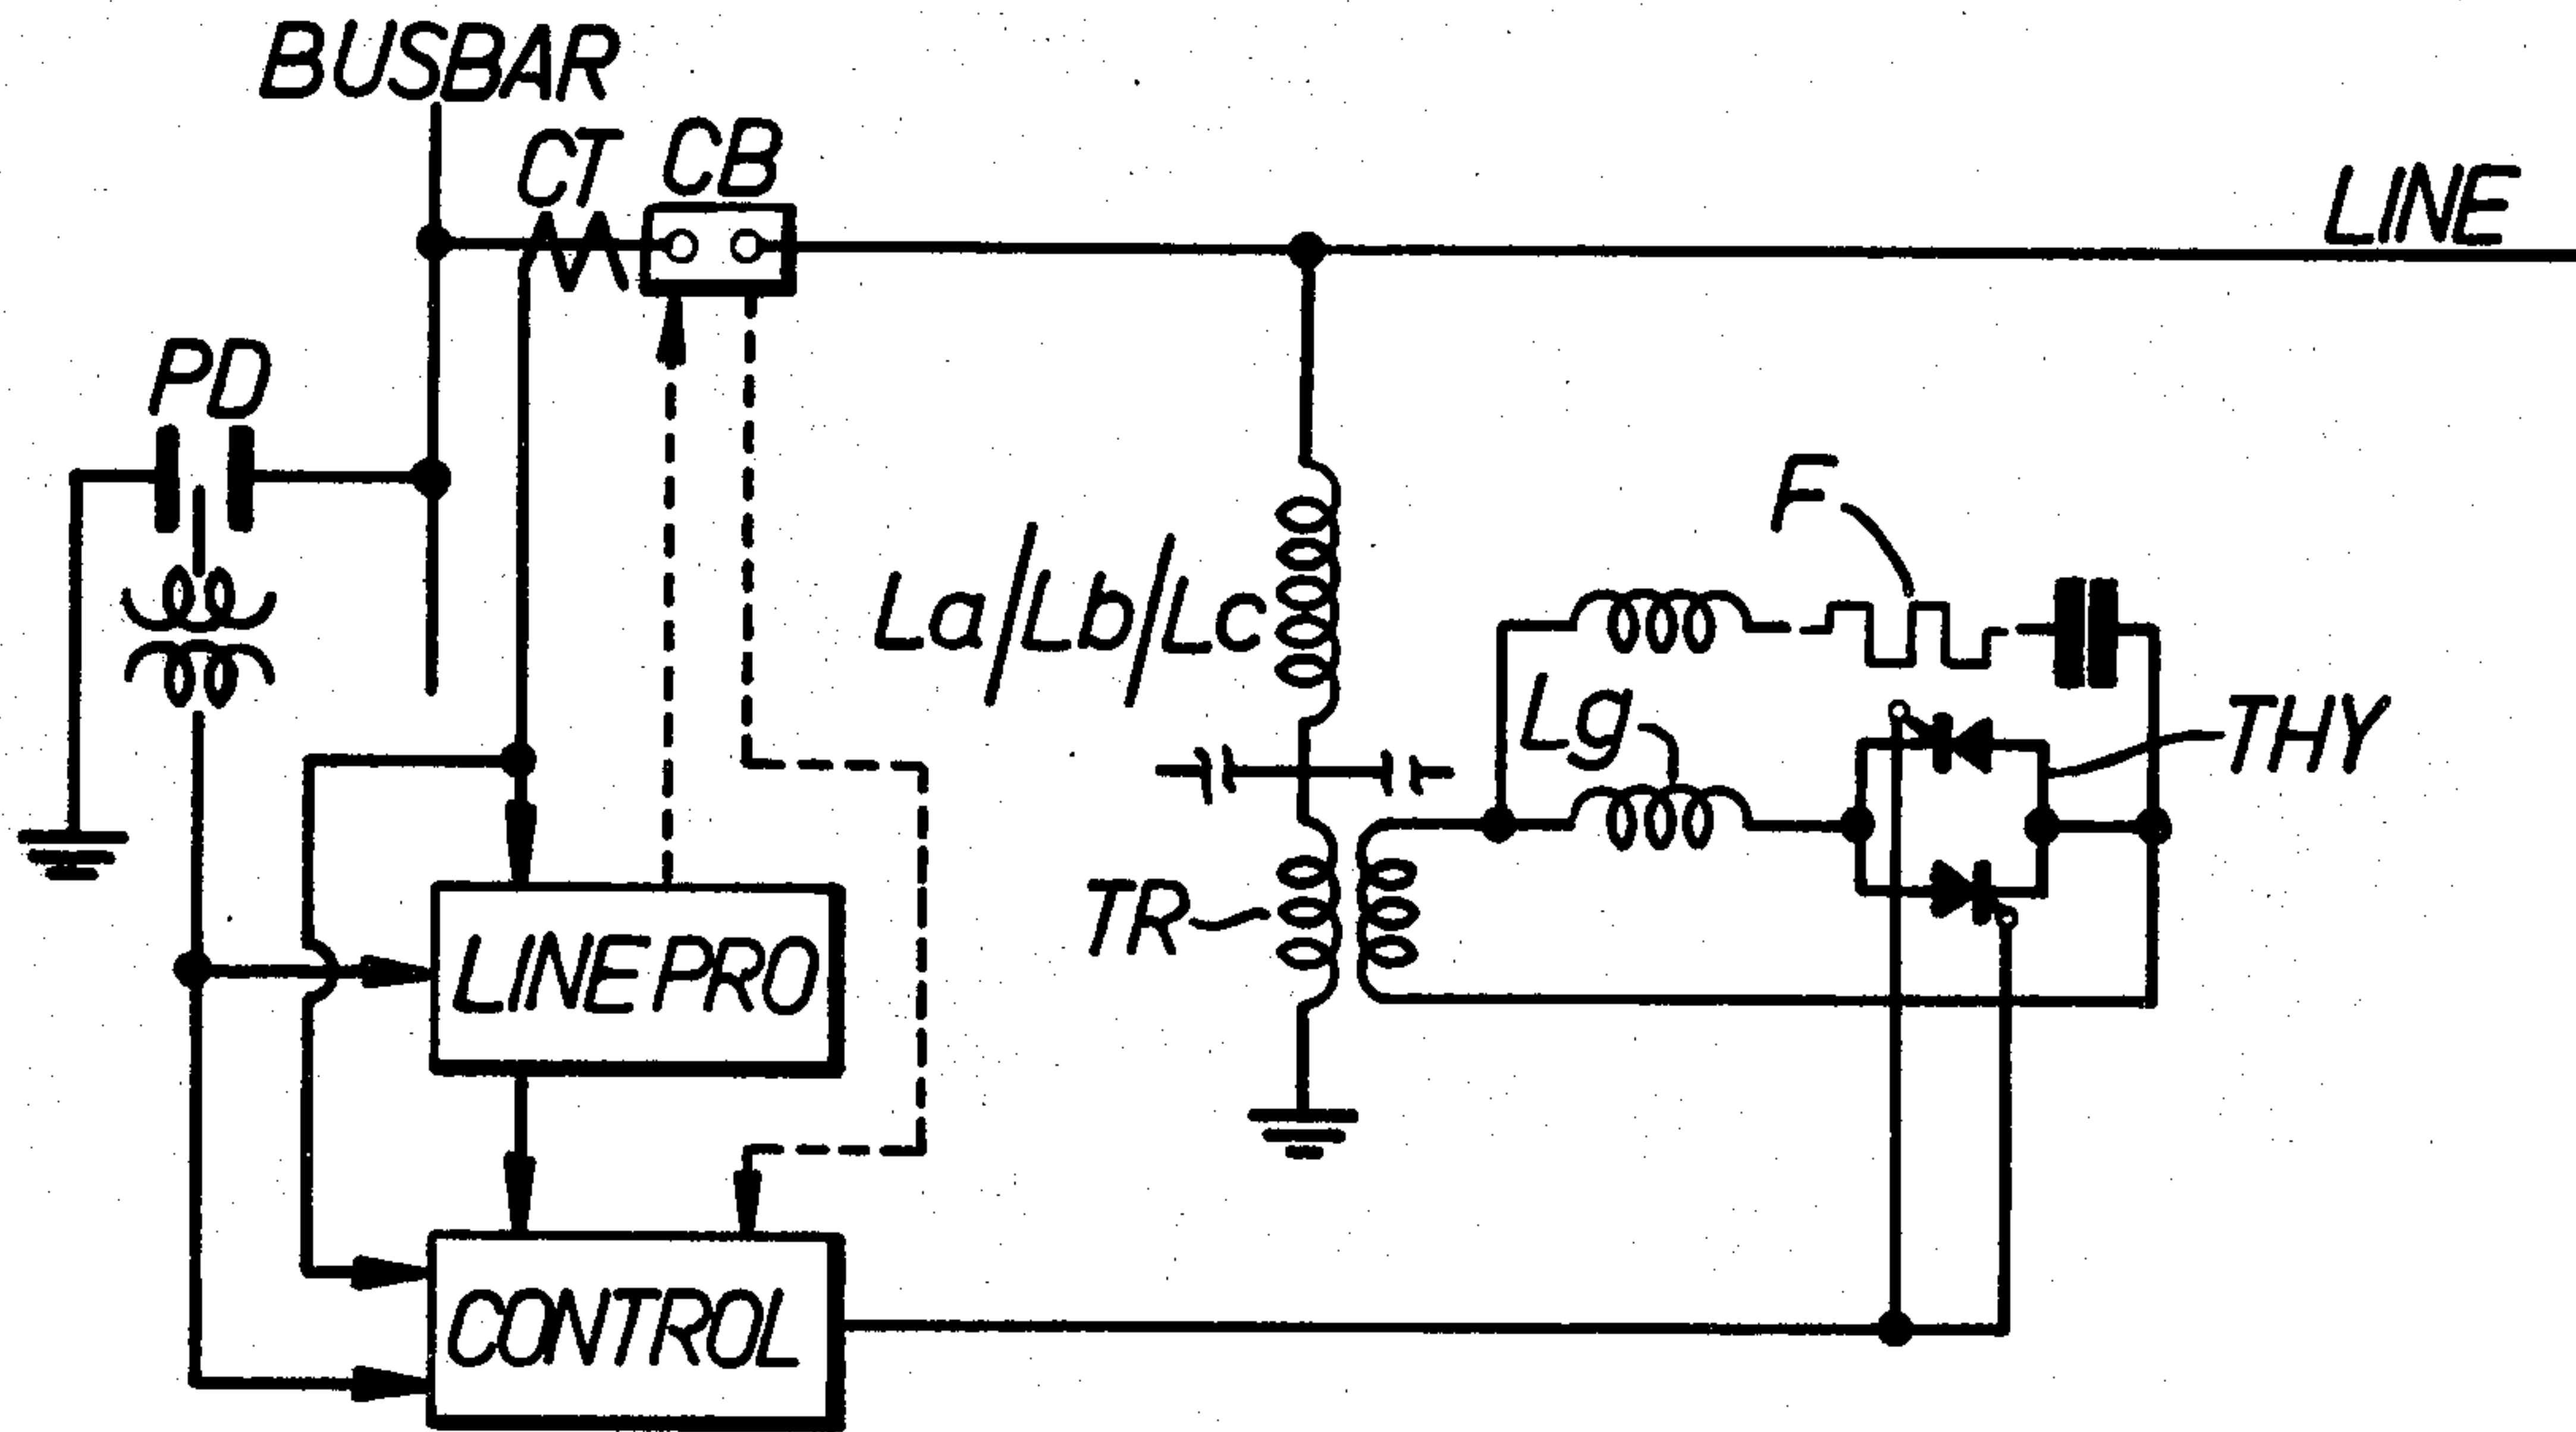 BUSBAR
CT
CB
LINE
PD
F
La/Lb/Lc
Lg
THY
TR
LINE PRO
CONTROL